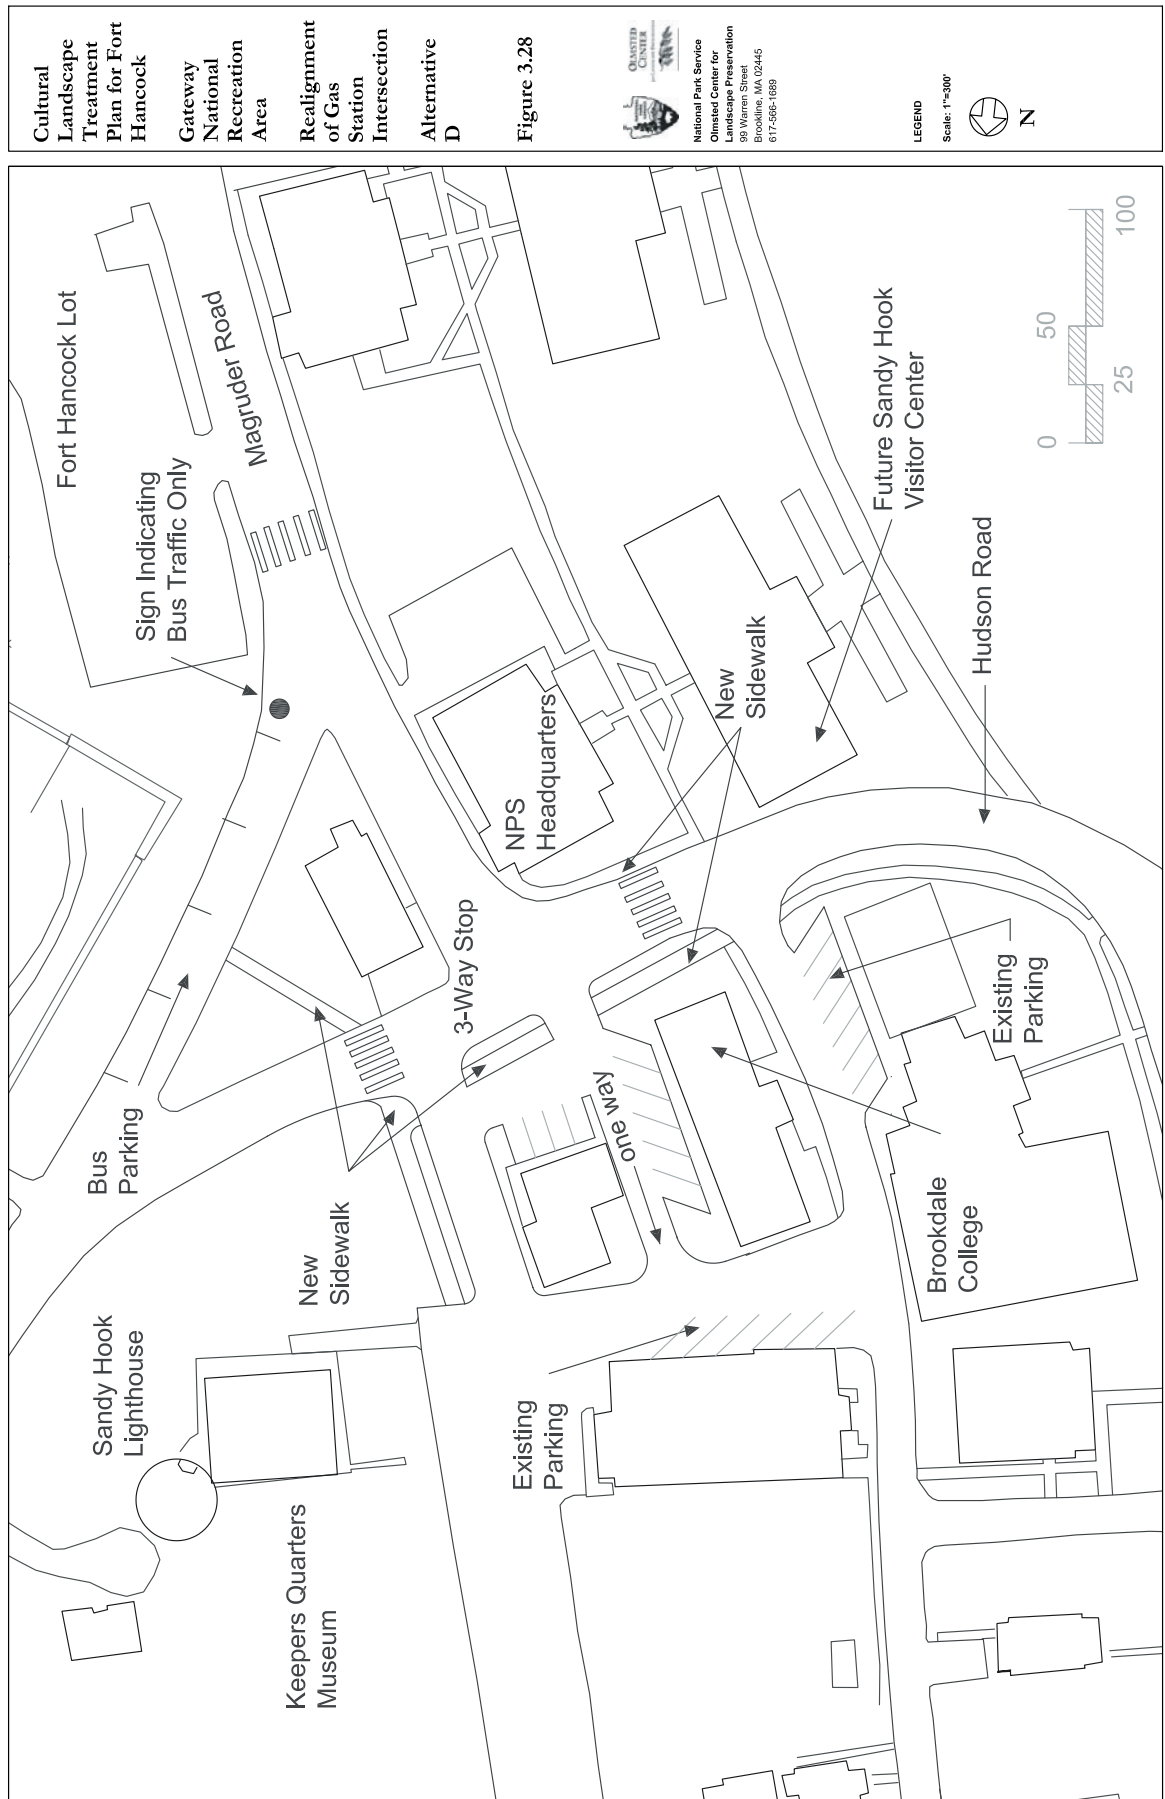 Cultural
Landscape
Treatment
Plan for Fort
Hancock
Gateway
National
Recreation
Area
Realignment
of Gas
Station
Intersection
Alternative
D
Figure 3.28
OLMSTED
CENTER
National Park Service
Olmsted Center for
Landscape Preservation
99 Warren Street
Brookline, MA 02445
617-566-1689
LEGEND
Scale: 1"=300'
N
Fort Hancock Lot
Magruder Road
Sign Indicating
Bus Traffic Only
Bus
Parking
New
Sidewalk
Sandy Hook
Lighthouse
Keepers Quarters
Museum
3-Way Stop
NPS
Headquarters
one way
Existing
Parking
New
Sidewalk
Future Sandy Hook
Visitor Center
Hudson Road
Existing
Parking
Brookdale
College
0
25
50
100